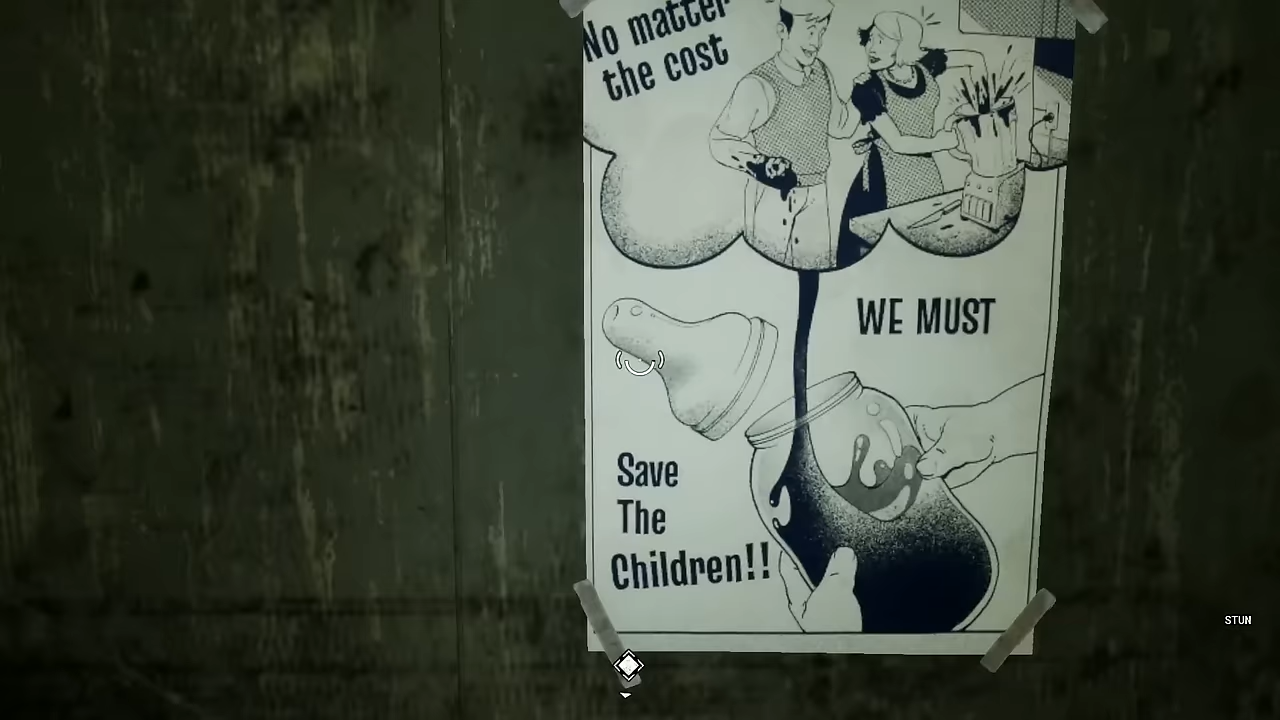 No matter
the cost
WE MUST
Save
The
Children!!
STUN